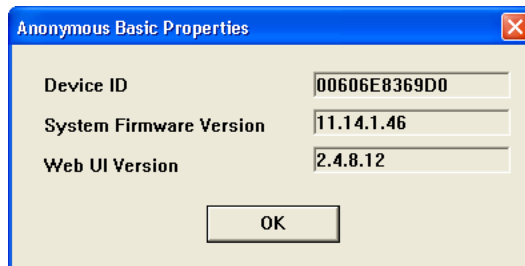 Anonymous Basic Properties
Device ID 00606E8369D0
System Firmware Version 11.14.1.46
Web UI Version 2.4.8.12
OK